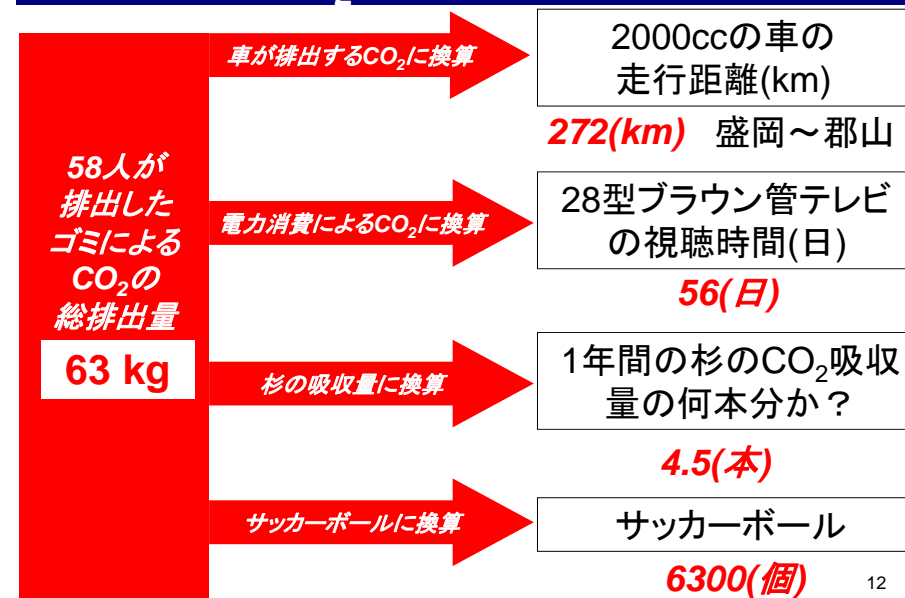 車が排出するCO₂に換算
2000ccの車の
走行距離(km)
272(km) 盛岡～郡山
58人が
排出した
ゴミによる
CO₂の
総排出量
63 kg
電力消費によるCO₂に換算
28型ブラウン管テレビ
の視聴時間(日)
56(日)
杉の吸収量に換算
1年間の杉のCO₂吸収
量の何本分か？
4.5(本)
サッカーボールに換算
サッカーボール
6300(個)
12